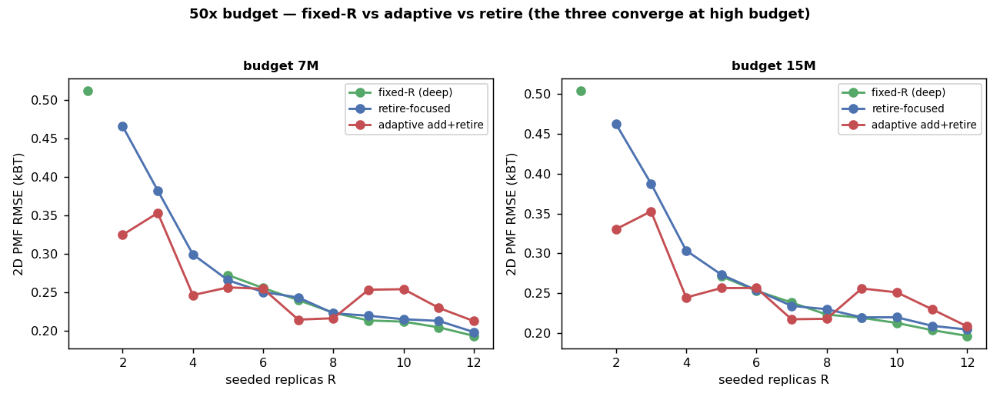 50x budget — fixed-R vs adaptive vs retire (the three converge at high budget)
budget 7M
2D PMF RMSE (kBT)
0.50
0.45
0.40
0.35
0.30
0.25
0.20
fixed-R (deep)
retire-focused
adaptive add+retire
2 4 6 8 10 12
seeded replicas R
budget 15M
2D PMF RMSE (kBT)
0.50
0.45
0.40
0.35
0.30
0.25
0.20
fixed-R (deep)
retire-focused
adaptive add+retire
2 4 6 8 10 12
seeded replicas R